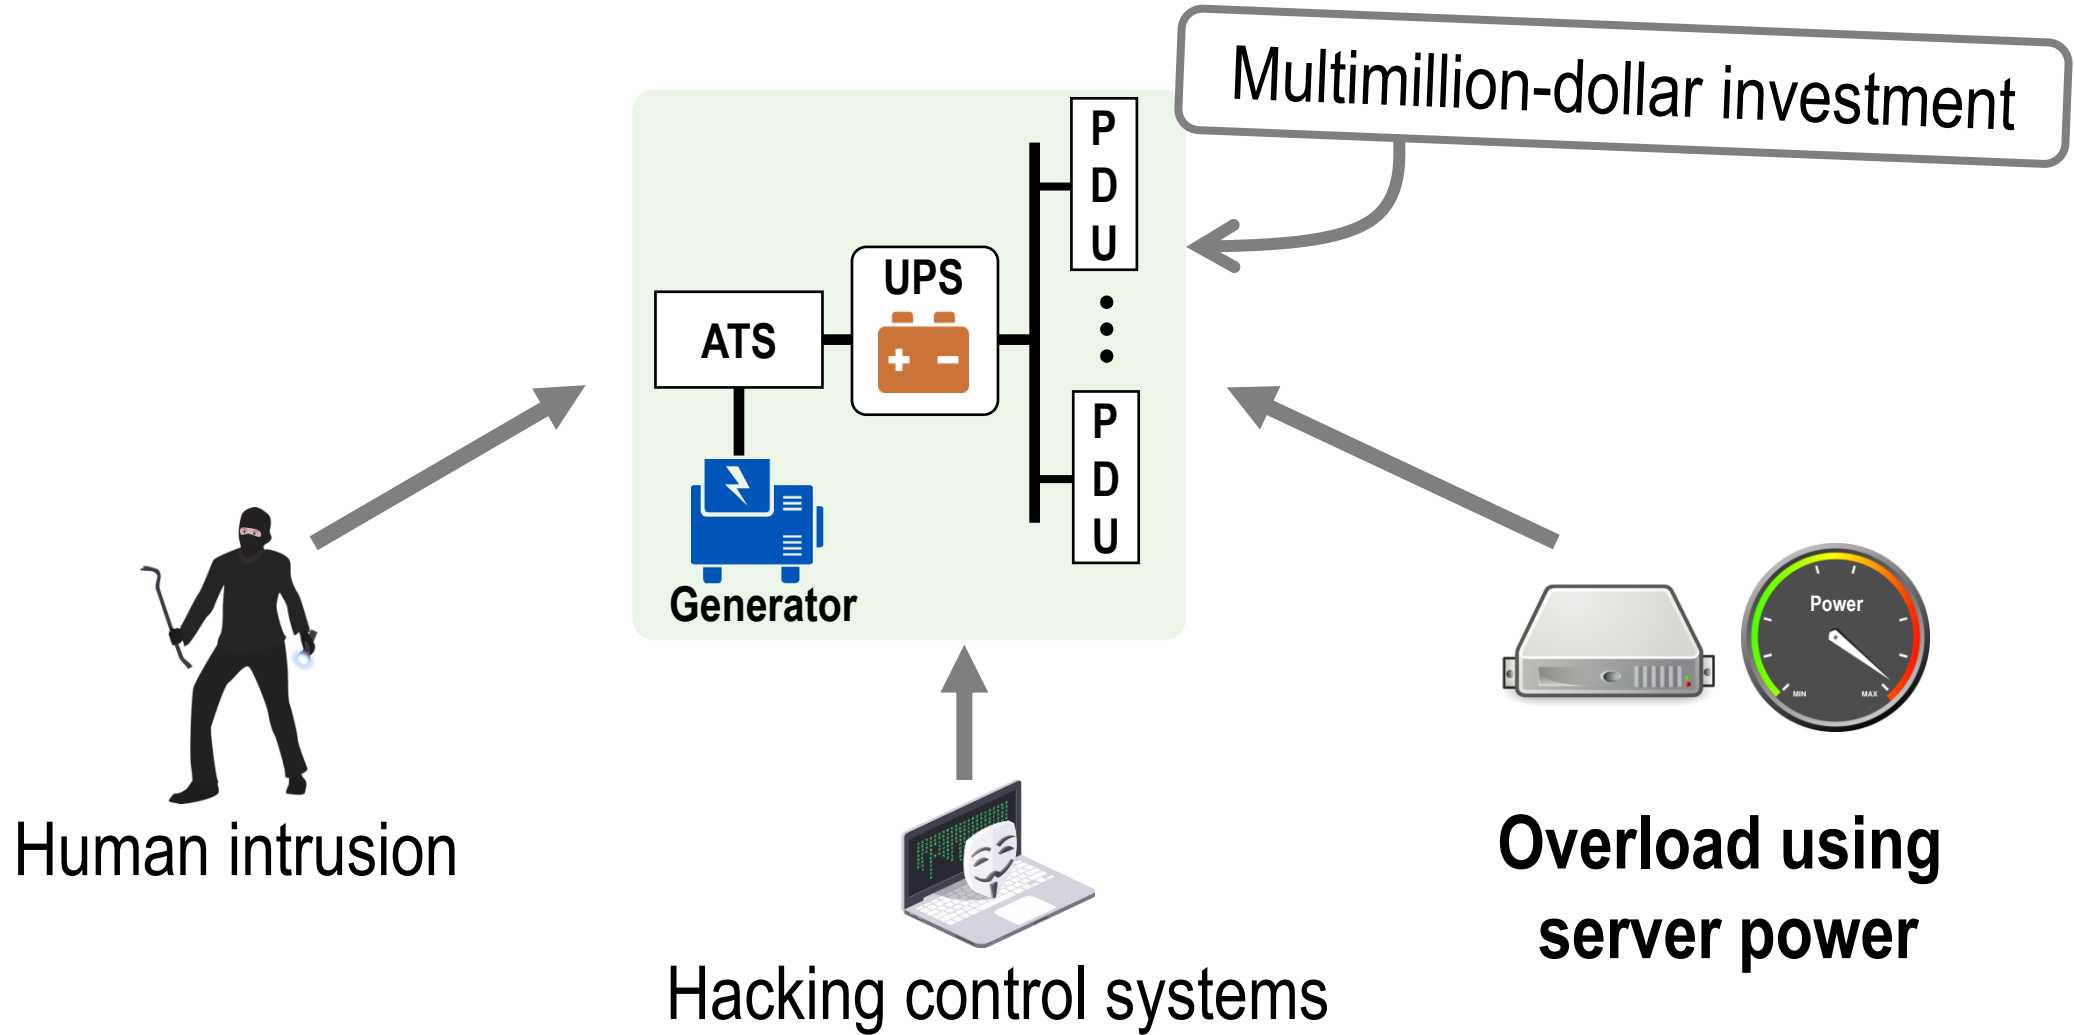 Multimillion-dollar investment
P
D
U
UPS
ATS
P
D
U
Generator
Power
MIN
MAX
Human intrusion
Hacking control systems
Overload using
server power